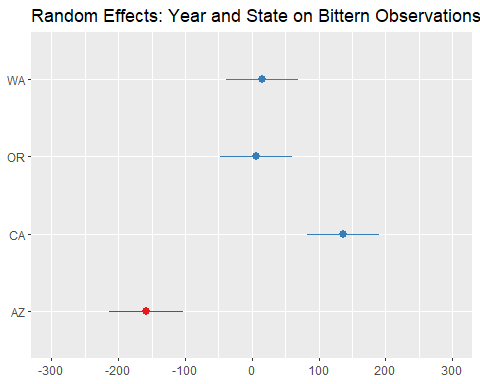 Random Effects: Year and State on Bittern Observations
WA
OR
CA
AZ
-300 -200 -100 0 100 200 300